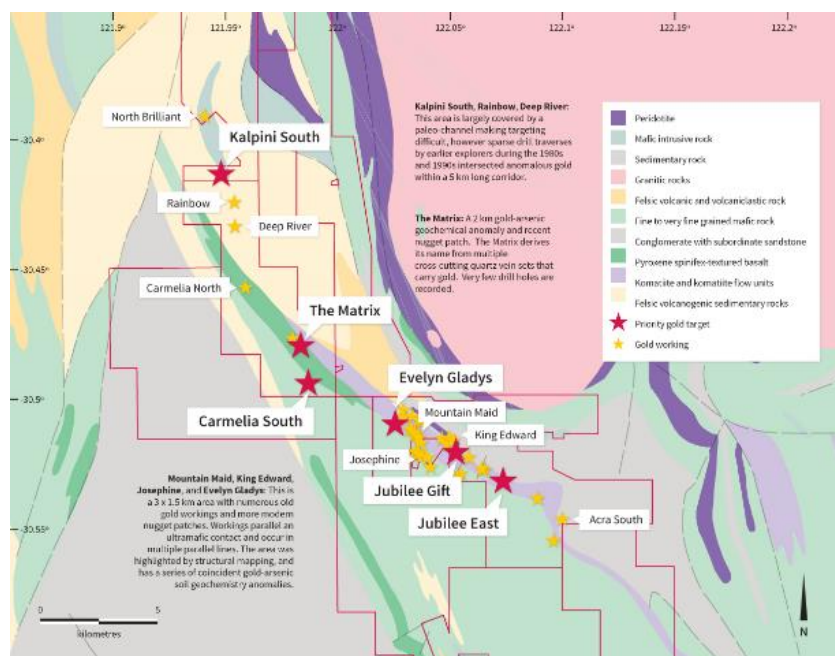 121.9°
121.95°
122°
122.05°
122.1°
122.15°
122.2°
-30.4°
-30.45°
-30.5°
-30.55°
North Brilliant
Kalpini South
Rainbow
Deep River
Carmelia North
The Matrix
Carmelia South
Evelyn Gladys
Mountain Maid
King Edward
Josephine
Jubilee Gift
Jubilee East
Acra South
Kalpini South, Rainbow, Deep River:
This area is largely covered by a
paleo-channel making targeting
difficult, however sparse drill traverses
by earlier explorers during the 1980s
and 1990s intersected anomalous gold
within a 5 km long corridor.
The Matrix: A 2 km gold-arsenic
geochemical anomaly and recent
nugget patch. The Matrix derives
its name from multiple
cross-cutting quartz vein sets that
carry gold. Very few drill holes are
recorded.
Mountain Maid, King Edward,
Josephine, and Evelyn Gladys: This is
a 3 x 1.5 km area with numerous old
gold workings and more modern
nugget patches. Workings parallel an
ultramafic contact and occur in
multiple parallel lines. The area was
highlighted by structural mapping, and
has a series of coincident gold-arsenic
soil geochemistry anomalies.
Peridotite
Mafic intrusive rock
Sedimentary rock
Granitic rocks
Felsic volcanic and volcaniclastic rock
Fine to very fine grained mafic rock
Conglomerate with subordinate sandstone
Pyroxene spinifex-textured basalt
Komatiite and komatiite flow units
Felsic volcanogenic sedimentary rocks
Priority gold target
Gold working
0 5
kilometres
N